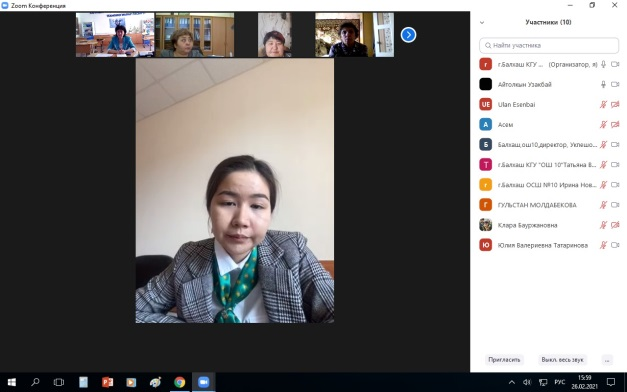 Zoom Конференция
Участники (10)
Найти участника
г.Балхаш КГУ ... (Организатор, я)
Айголкын Узакбай
UE Ulan Esenbai
А Асем
Б Балхаш,ош10,директор, Укпешо...
Т г.Балхаш КГУ "ОШ 10"Татьяна В...
г г.Балхаш ОСШ №10 Ирина Нов...
Г ГУЛЬСТАН МОЛДАБЕКОВА
Клара Бауржановна
Ю Юлия Валериевна Татаринова
Пригласить
Выкл. весь звук
...
РУС
15:59
26.02.2021